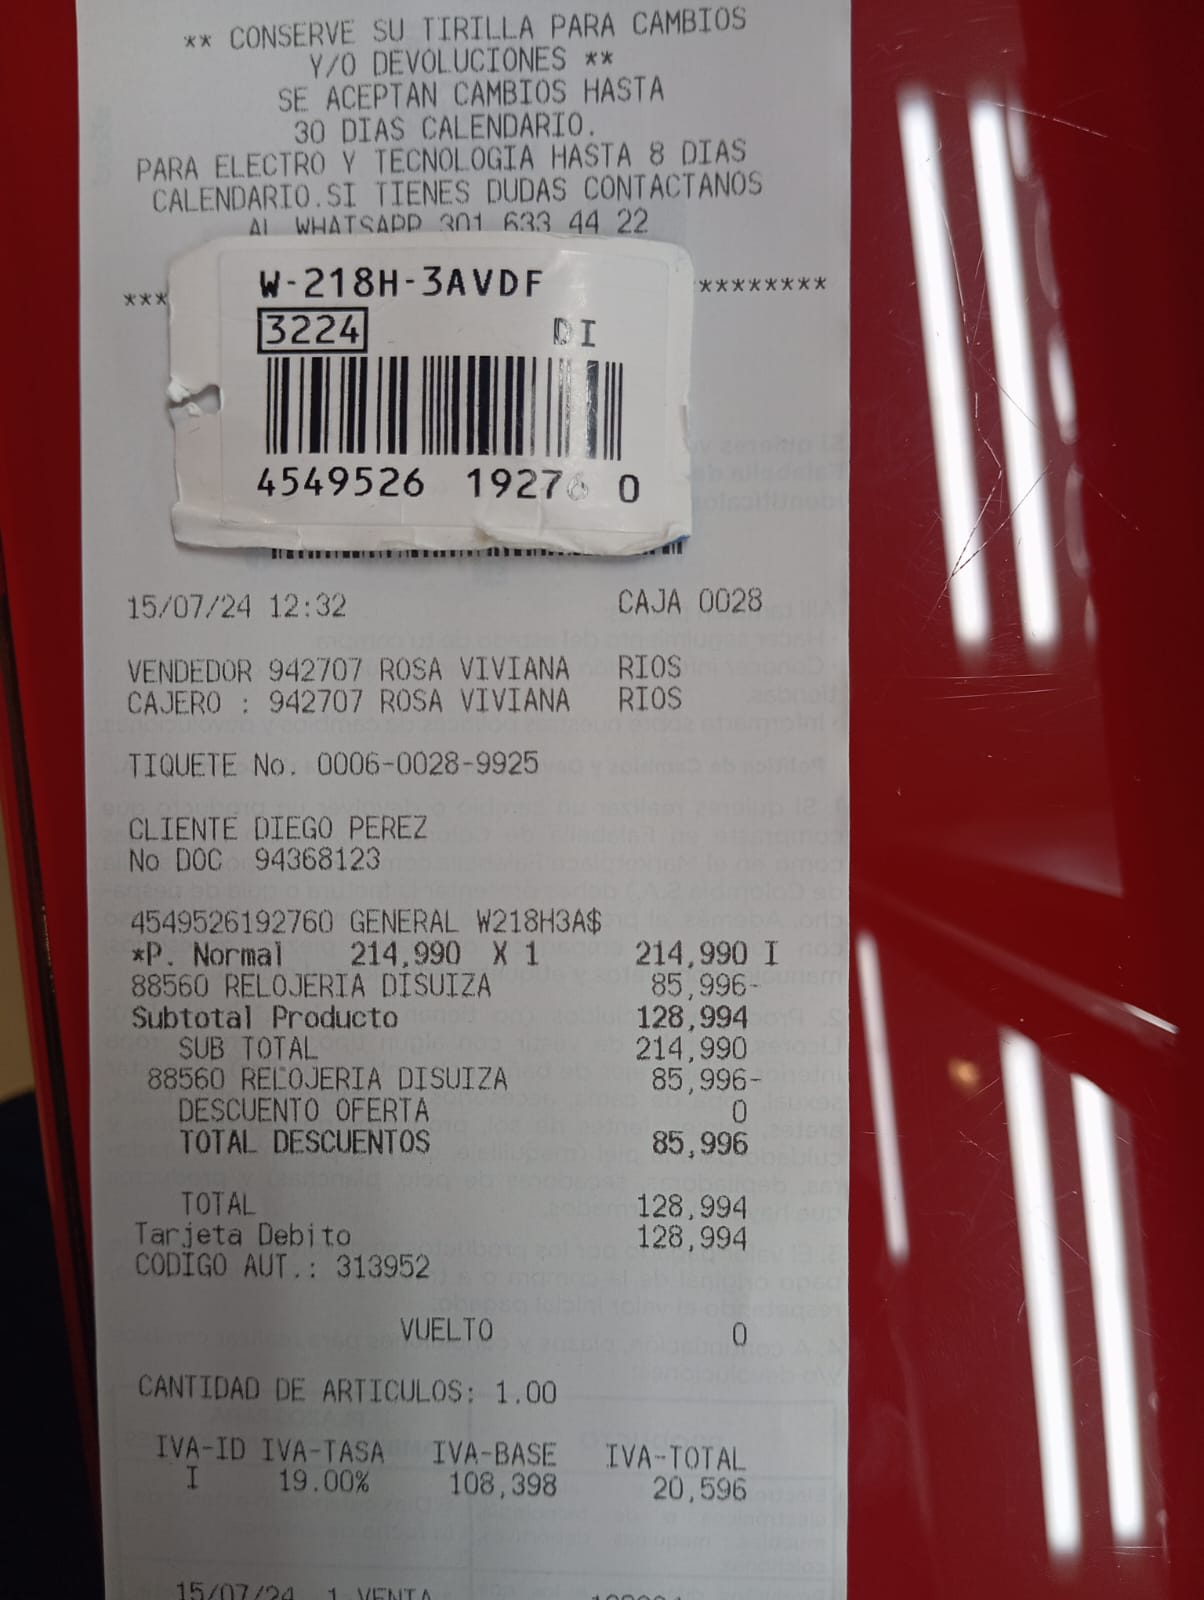 ** CONSERVE SU TIRILLA PARA CAMBIOS
Y/O DEVOLUCIONES **
SE ACEPTAN CAMBIOS HASTA
30 DIAS CALENDARIO.
PARA ELECTRO Y TECNOLOGIA HASTA 8 DIAS
CALENDARIO.SI TIENES DUDAS CONTACTANOS
AL WHATSAPP 301 633 44 22
*** ********
W-218H-3AVDF
3224 DI
4549526 192760
15/07/24 12:32 CAJA 0028
VENDEDOR 942707 ROSA VIVIANA RIOS
CAJERO : 942707 ROSA VIVIANA RIOS
TIQUETE No. 0006-0028-9925
CLIENTE DIEGO PEREZ
No DOC 94368123
4549526192760 GENERAL W218H3A$
*P. Normal 214,990 X 1 214,990 I
88560 RELOJERIA DISUIZA 85,996-
Subtotal Producto 128,994
SUB TOTAL 214,990
88560 RELOJERIA DISUIZA 85,996-
DESCUENTO OFERTA 0
TOTAL DESCUENTOS 85,996
TOTAL 128,994
Tarjeta Debito 128,994
CODIGO AUT.: 313952
VUELTO 0
CANTIDAD DE ARTICULOS: 1.00
IVA-ID IVA-TASA IVA-BASE IVA-TOTAL
I 19.00% 108,398 20,596
15/07/24 1 VENTA